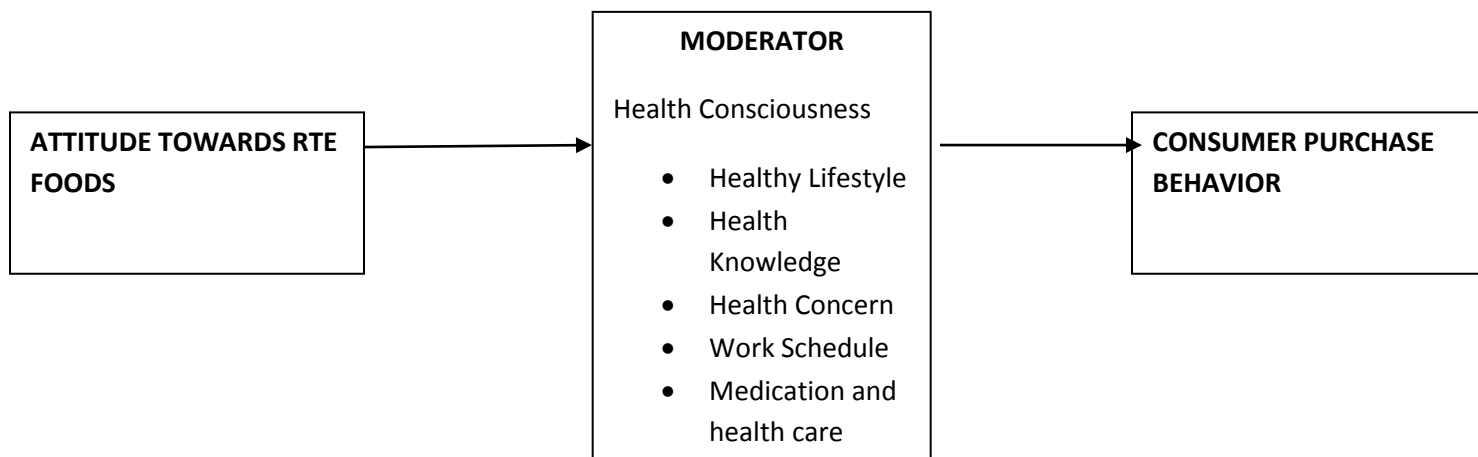 MODERATOR
Health Consciousness
ATTITUDE TOWARDS RTE
FOODS
• Healthy Lifestyle
• Health
Knowledge
• Health Concern
• Work Schedule
• Medication and
health care
CONSUMER PURCHASE
BEHAVIOR